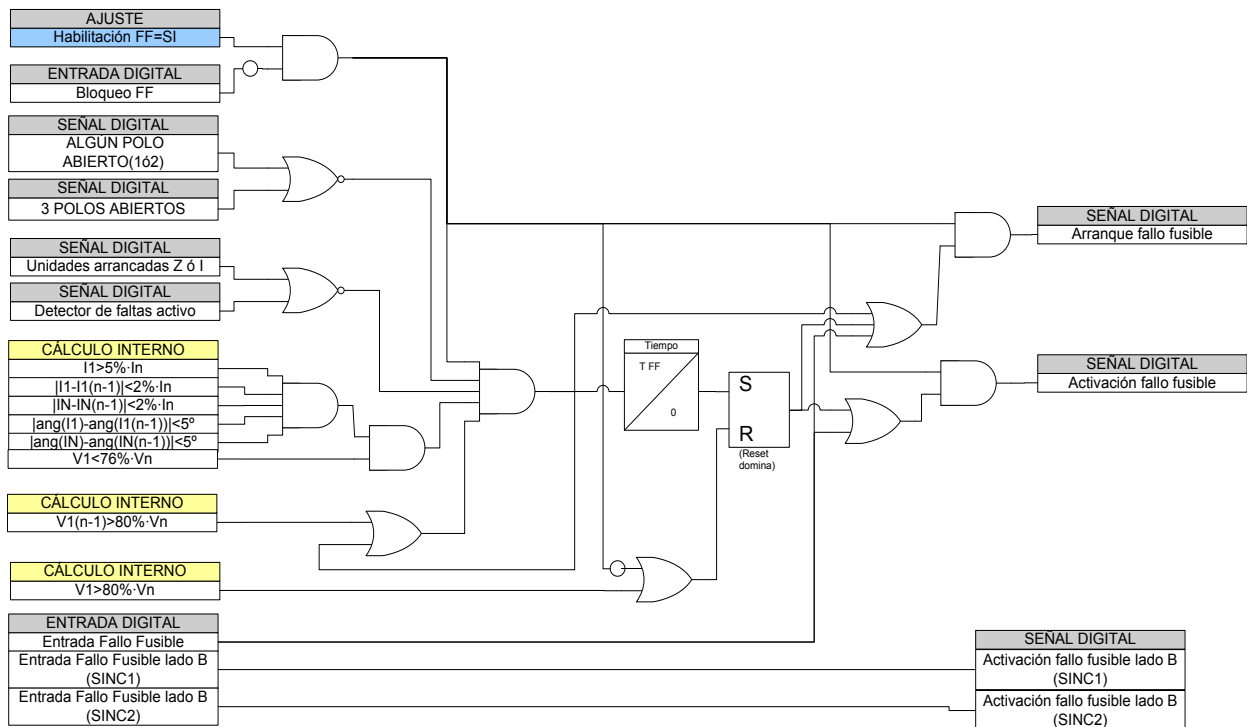 AJUSTE
Habilitación FF=SI
ENTRADA DIGITAL
Bloqueo FF
SEÑAL DIGITAL
ALGÚN POLO
ABIERTO(1ó2)
SEÑAL DIGITAL
3 POLOS ABIERTOS
SEÑAL DIGITAL
Unidades arrancadas Z ó I
SEÑAL DIGITAL
Detector de faltas activo
CÁLCULO INTERNO
I1>5%·In
|I1-I1(n-1)|<2%·In
|IN-IN(n-1)|<2%·In
|ang(I1)-ang(I1(n-1))|<5º
|ang(IN)-ang(IN(n-1))|<5º
V1<76%·Vn
CÁLCULO INTERNO
V1(n-1)>80%·Vn
CÁLCULO INTERNO
V1>80%·Vn
ENTRADA DIGITAL
Entrada Fallo Fusible
Entrada Fallo Fusible lado B
(SINC1)
Entrada Fallo Fusible lado B
(SINC2)
Tiempo
T FF
0
S
R
(Reset
domina)
SEÑAL DIGITAL
Arranque fallo fusible
SEÑAL DIGITAL
Activación fallo fusible
SEÑAL DIGITAL
Activación fallo fusible lado B
(SINC1)
Activación fallo fusible lado B
(SINC2)